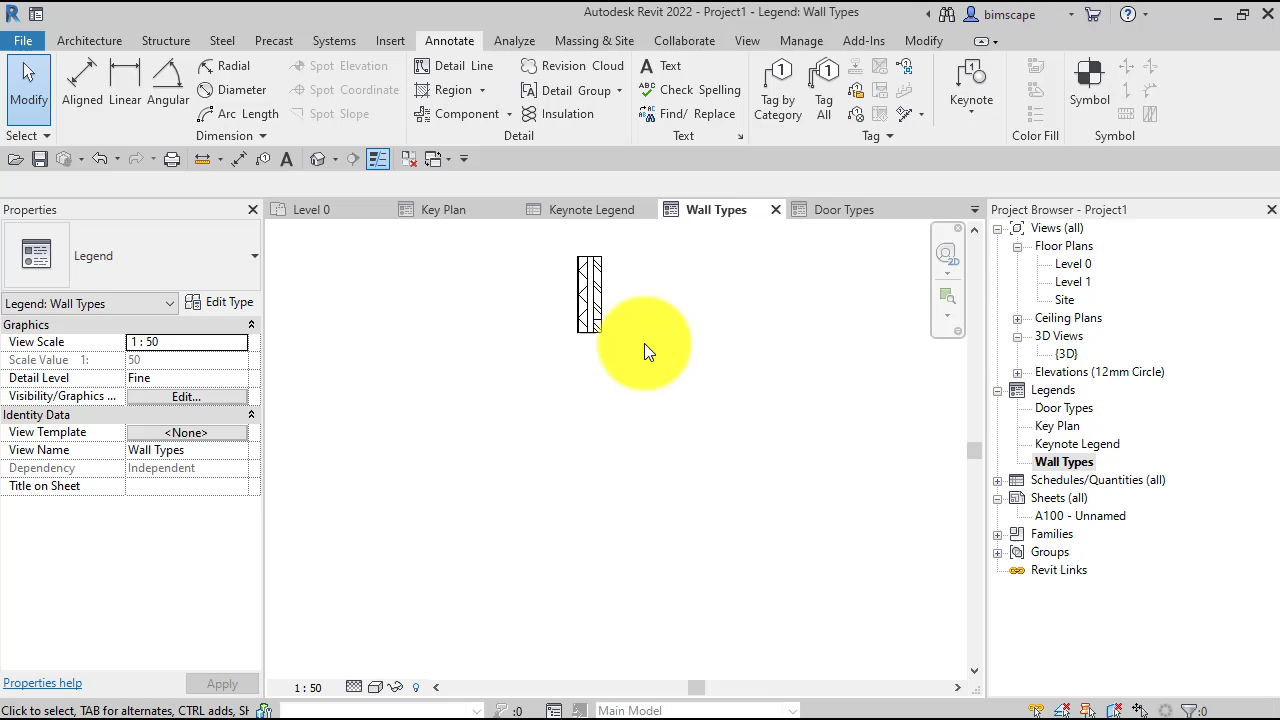 Autodesk Revit 2022 - Project1 - Legend: Wall Types
bimscape
File Architecture Structure Steel Precast Systems Insert Annotate Analyze Massing & Site Collaborate View Manage Add-Ins Modify
Modify
Select
Aligned
Linear
Angular
Radial
Diameter
Arc Length
Spot Elevation
Spot Coordinate
Spot Slope
Dimension
Detail Line
Region
Component
Revision Cloud
Detail Group
Insulation
Detail
Text
Check Spelling
Find/ Replace
Text
Tag by
Category
Tag
All
Tag
Keynote
Color Fill
Symbol
Symbol
Properties
Level 0
Key Plan
Keynote Legend
Wall Types
Door Types
Project Browser - Project1
Legend
Legend: Wall Types
Edit Type
Graphics
View Scale 1 : 50
Scale Value 1: 50
Detail Level Fine
Visibility/Graphics ... Edit...
Identity Data
View Template <None>
View Name Wall Types
Dependency Independent
Title on Sheet
Properties help
Apply
2D
Views (all)
Floor Plans
Level 0
Level 1
Site
Ceiling Plans
3D Views
{3D}
Elevations (12mm Circle)
Legends
Door Types
Key Plan
Keynote Legend
Wall Types
Schedules/Quantities (all)
Sheets (all)
A100 - Unnamed
Families
Groups
Revit Links
1 : 50
Click to select, TAB for alternates, CTRL adds, SH
:0
Main Model
:0